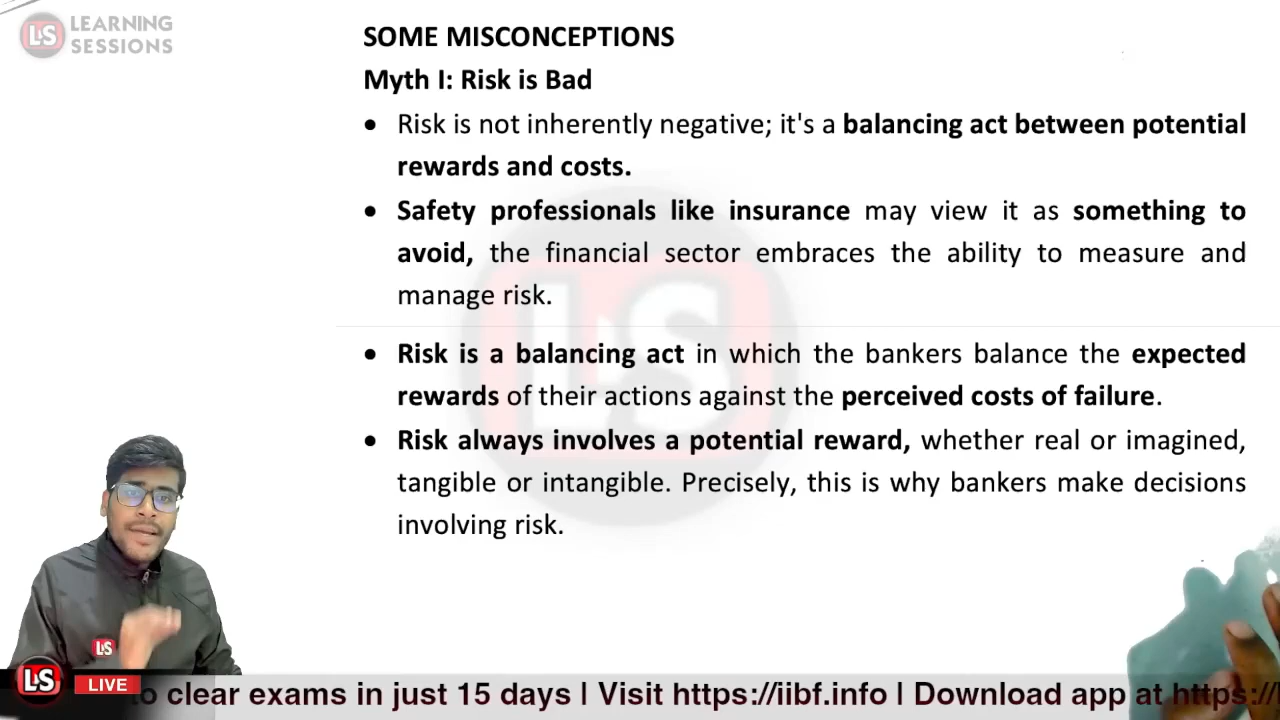 LS LEARNING
SESSIONS
SOME MISCONCEPTIONS
Myth I: Risk is Bad
• Risk is not inherently negative; it's a balancing act between potential
rewards and costs.
• Safety professionals like insurance may view it as something to
avoid, the financial sector embraces the ability to measure and
manage risk.
• Risk is a balancing act in which the bankers balance the expected
rewards of their actions against the perceived costs of failure.
• Risk always involves a potential reward, whether real or imagined,
tangible or intangible. Precisely, this is why bankers make decisions
involving risk.
LS
LS
LS LIVE
o clear exams in just 15 days | Visit https://iibf.info | Download app at https:/